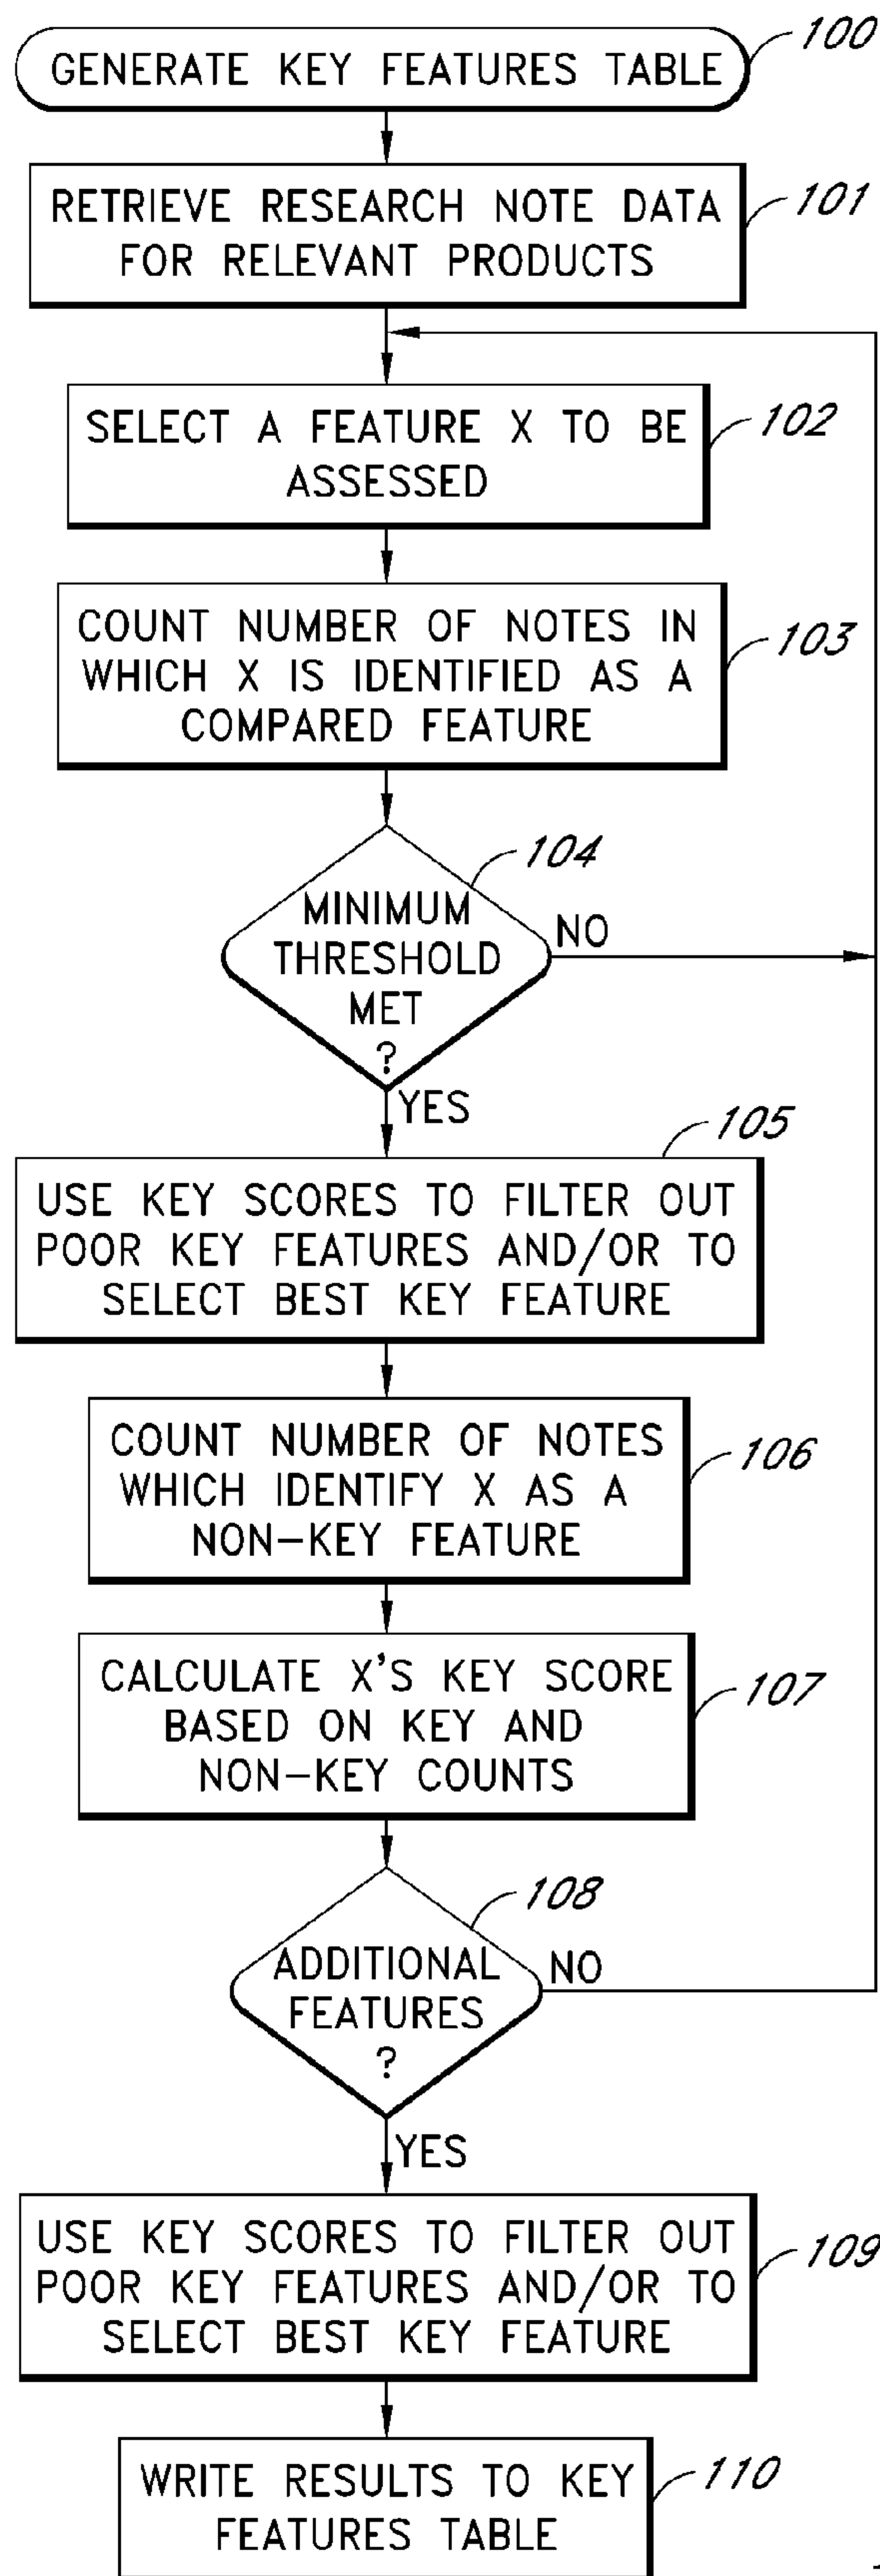 100
GENERATE KEY FEATURES TABLE
101
RETRIEVE RESEARCH NOTE DATA
FOR RELEVANT PRODUCTS
102
SELECT A FEATURE X TO BE
ASSESSED
103
COUNT NUMBER OF NOTES IN
WHICH X IS IDENTIFIED AS A
COMPARED FEATURE
104
MINIMUM
THRESHOLD
MET
?
NO
YES
105
USE KEY SCORES TO FILTER OUT
POOR KEY FEATURES AND/OR TO
SELECT BEST KEY FEATURE
106
COUNT NUMBER OF NOTES
WHICH IDENTIFY X AS A
NON-KEY FEATURE
107
CALCULATE X'S KEY SCORE
BASED ON KEY AND
NON-KEY COUNTS
108
ADDITIONAL
FEATURES
?
NO
YES
109
USE KEY SCORES TO FILTER OUT
POOR KEY FEATURES AND/OR TO
SELECT BEST KEY FEATURE
110
WRITE RESULTS TO KEY
FEATURES TABLE